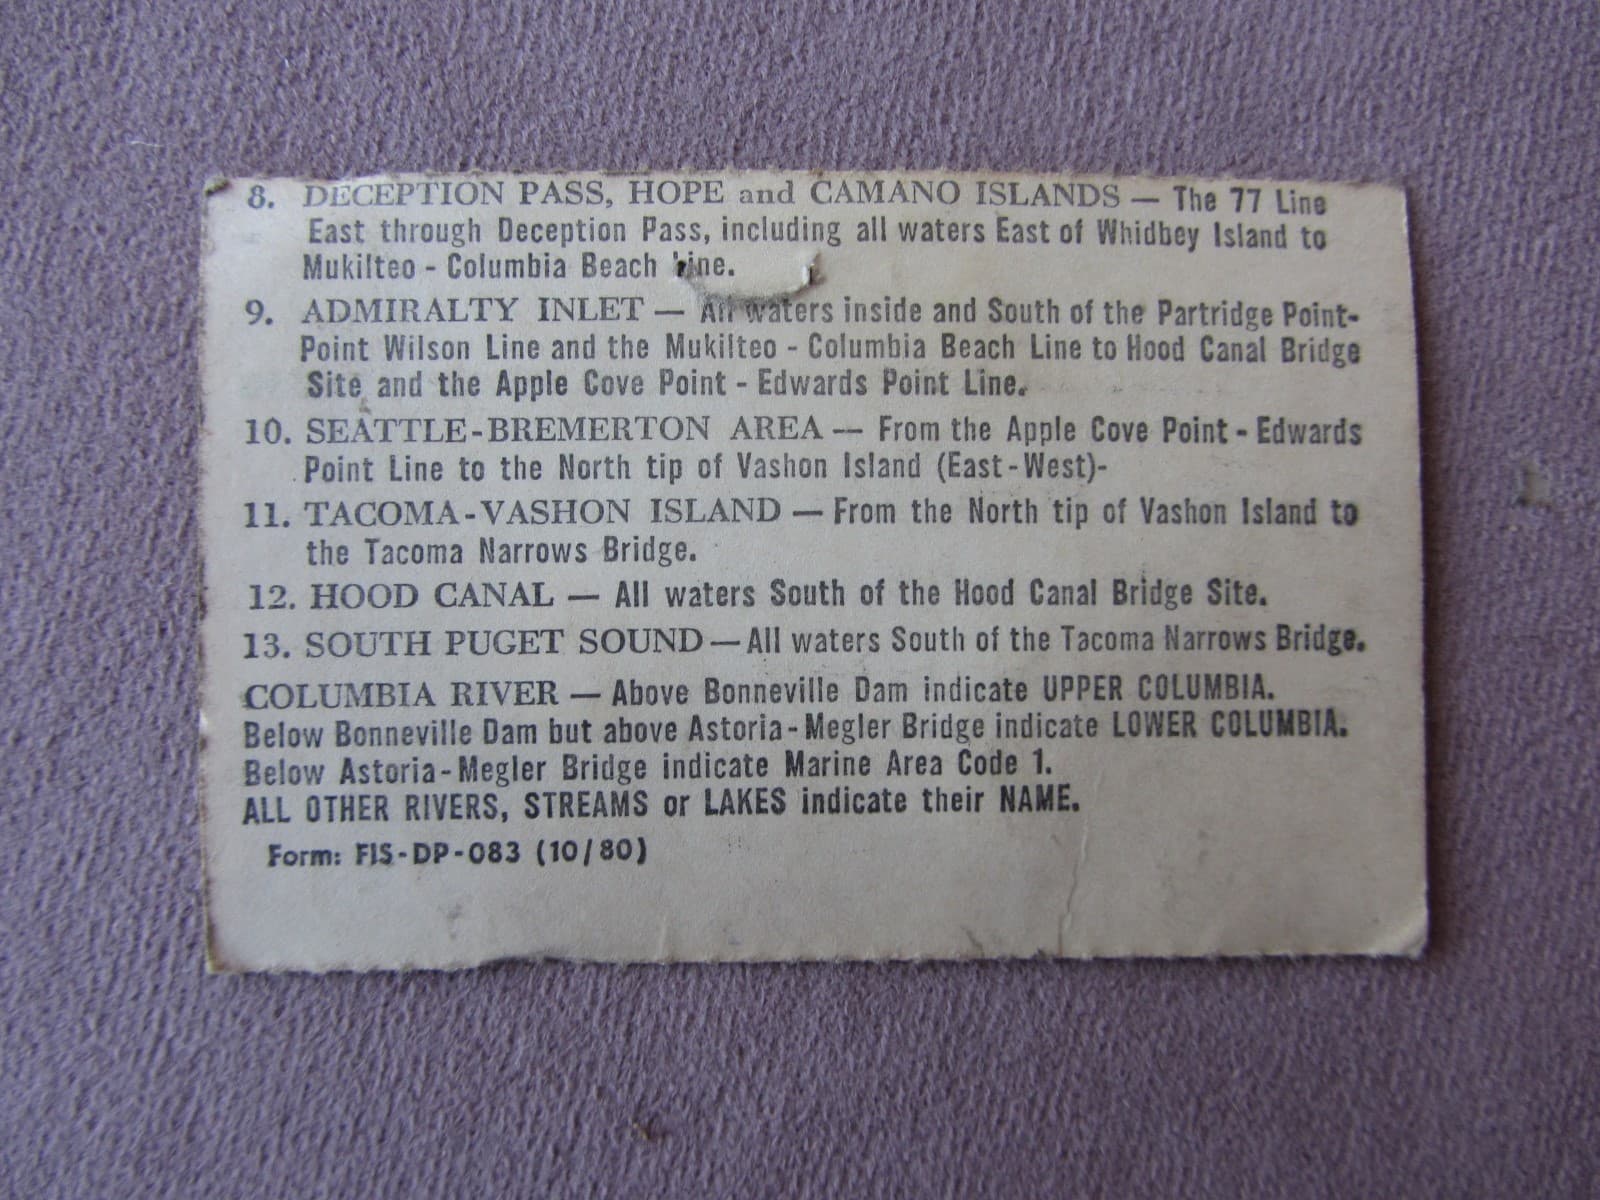 8. DECEPTION PASS, HOPE and CAMANO ISLANDS — The 77 Line
East through Deception Pass, including all waters East of Whidbey Island to
Mukilteo - Columbia Beach Line.
9. ADMIRALTY INLET — All waters inside and South of the Partridge Point-
Point Wilson Line and the Mukilteo - Columbia Beach Line to Hood Canal Bridge
Site and the Apple Cove Point - Edwards Point Line.
10. SEATTLE-BREMERTON AREA — From the Apple Cove Point - Edwards
Point Line to the North tip of Vashon Island (East-West)-
11. TACOMA-VASHON ISLAND — From the North tip of Vashon Island to
the Tacoma Narrows Bridge.
12. HOOD CANAL — All waters South of the Hood Canal Bridge Site.
13. SOUTH PUGET SOUND — All waters South of the Tacoma Narrows Bridge.
COLUMBIA RIVER — Above Bonneville Dam indicate UPPER COLUMBIA.
Below Bonneville Dam but above Astoria-Megler Bridge indicate LOWER COLUMBIA.
Below Astoria-Megler Bridge indicate Marine Area Code 1.
ALL OTHER RIVERS, STREAMS or LAKES indicate their NAME.
Form: FIS-DP-083 (10/80)